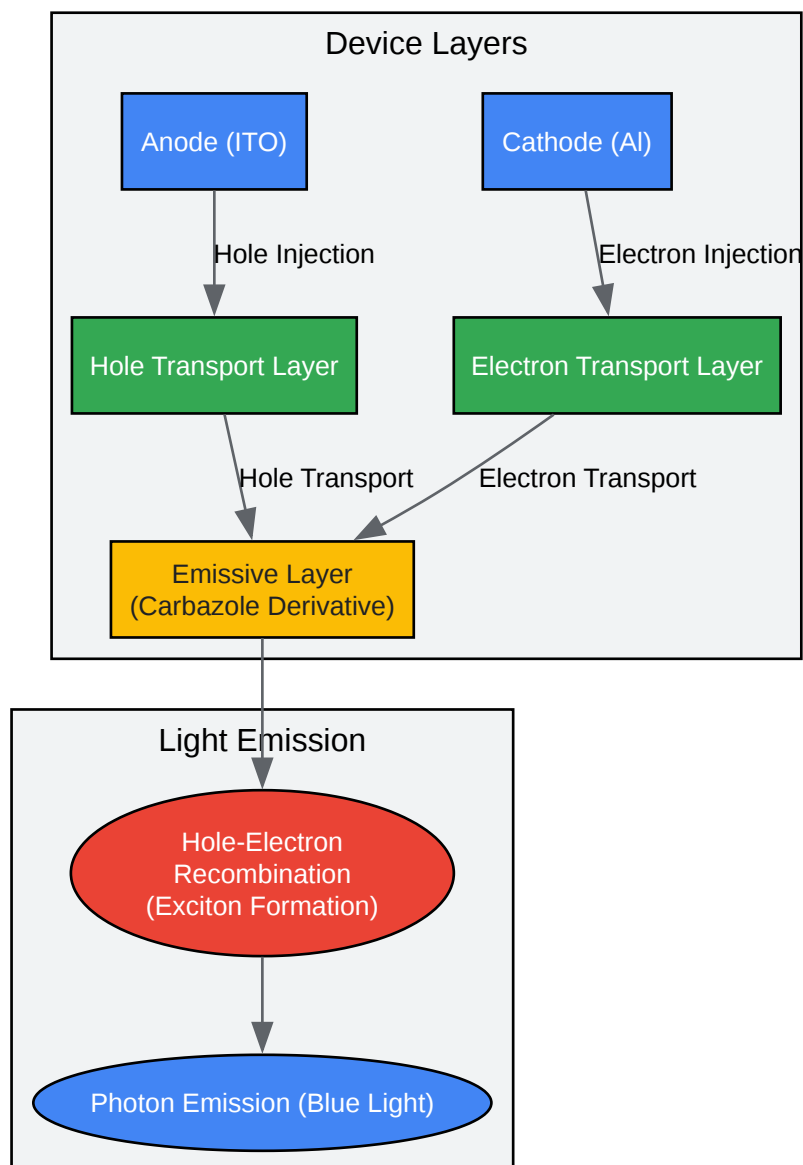 Device Layers
Anode (ITO)
Cathode (Al)
Hole Injection
Electron Injection
Hole Transport Layer
Electron Transport Layer
Hole Transport
Electron Transport
Emissive Layer
(Carbazole Derivative)
Light Emission
Hole-Electron
Recombination
(Exciton Formation)
Photon Emission (Blue Light)